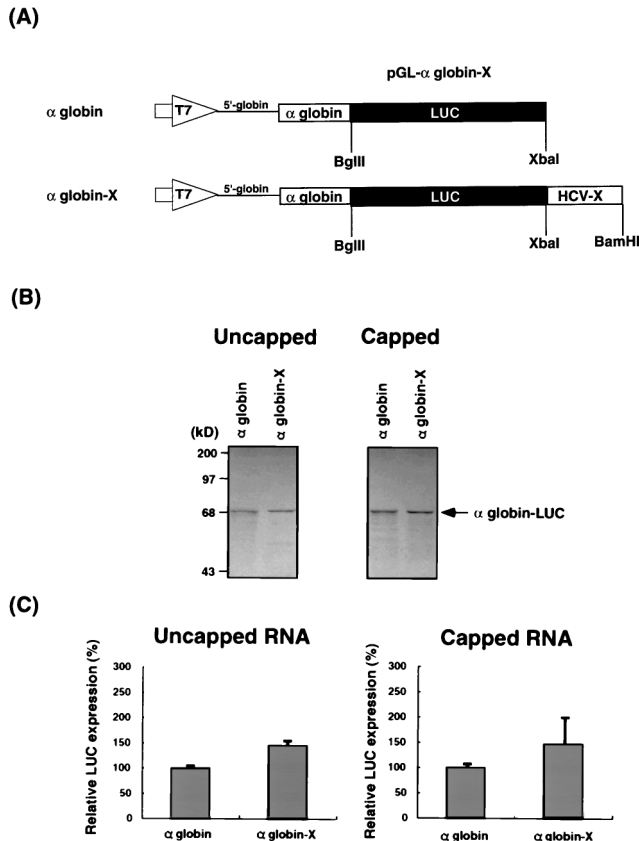 (A)
pGL-α globin-X
α globin
T7
5'-globin
α globin
LUC
BglII
XbaI
α globin-X
T7
5'-globin
α globin
LUC
HCV-X
BglII
XbaI
BamHI
(B)
Uncapped
Capped
α globin
α globin-X
α globin
α globin-X
(kD)
200
97
68
43
α globin-LUC
(C)
Uncapped RNA
Relative LUC expression (%)
300
250
200
150
100
50
0
α globin
α globin-X
Capped RNA
Relative LUC expression (%)
300
250
200
150
100
50
0
α globin
α globin-X